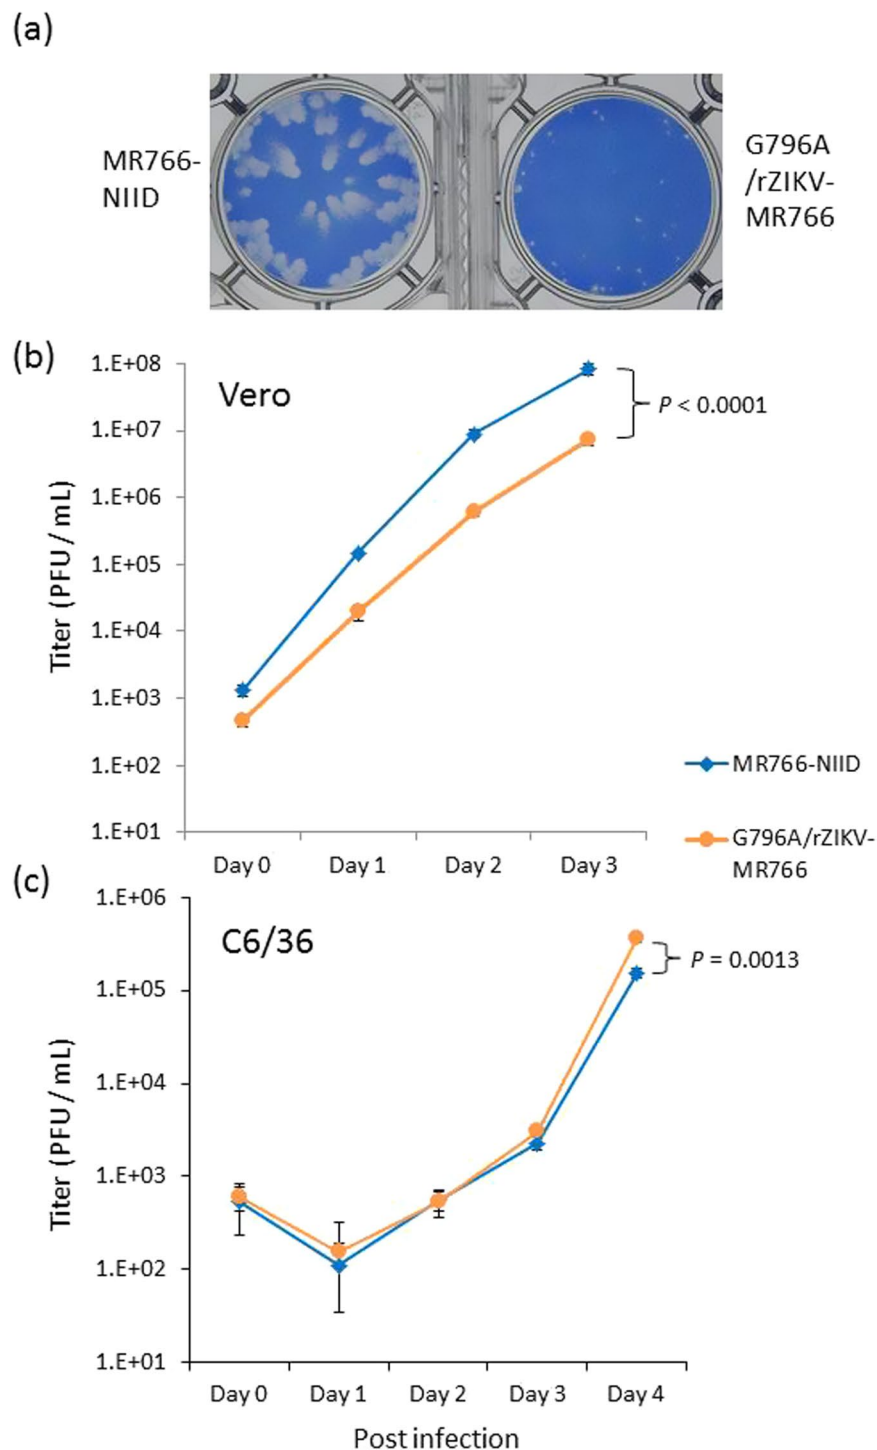 (a)
MR766-
NIID
G796A
/rZIKV-
MR766
(b)
1.E+08
1.E+07
1.E+06
1.E+05
1.E+04
1.E+03
1.E+02
1.E+01
Titer (PFU / mL)
Vero
P < 0.0001
Day 0 Day 1 Day 2 Day 3
MR766-NIID
G796A/rZIKV-
MR766
(c)
1.E+06
1.E+05
1.E+04
1.E+03
1.E+02
1.E+01
Titer (PFU / mL)
C6/36
P = 0.0013
Day 0 Day 1 Day 2 Day 3 Day 4
Post infection